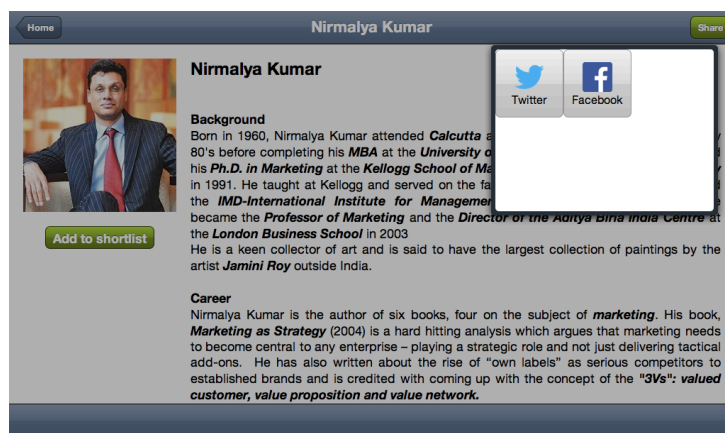 Home
Nirmalya Kumar
Share
Nirmalya Kumar
Twitter
Facebook
Background
Born in 1960, Nirmalya Kumar attended Calcutta
80's before completing his MBA at the University
his Ph.D. in Marketing at the Kellogg School of
in 1991. He taught at Kellogg and served on the
the IMD-International Institute for
became the Professor of Marketing and the Director of the Aditya Birla India Centre at
the London Business School in 2003
He is a keen collector of art and is said to have the largest collection of paintings by the
artist Jamini Roy outside India.
Add to shortlist
Career
Nirmalya Kumar is the author of six books, four on the subject of marketing. His book,
Marketing as Strategy (2004) is a hard hitting analysis which argues that marketing needs
to become central to any enterprise – playing a strategic role and not just delivering tactical
add-ons. He has also written about the rise of “own labels” as serious competitors to
established brands and is credited with coming up with the concept of the "3Vs": valued
customer, value proposition and value network.